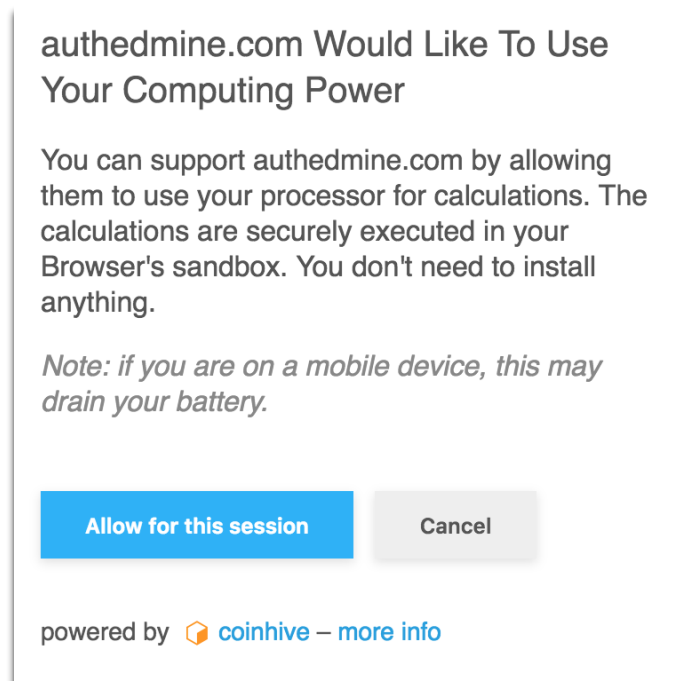 authedmine.com Would Like To Use
Your Computing Power
You can support authedmine.com by allowing
them to use your processor for calculations. The
calculations are securely executed in your
Browser's sandbox. You don't need to install
anything.
Note: if you are on a mobile device, this may
drain your battery.
Allow for this session Cancel
powered by coinhive – more info